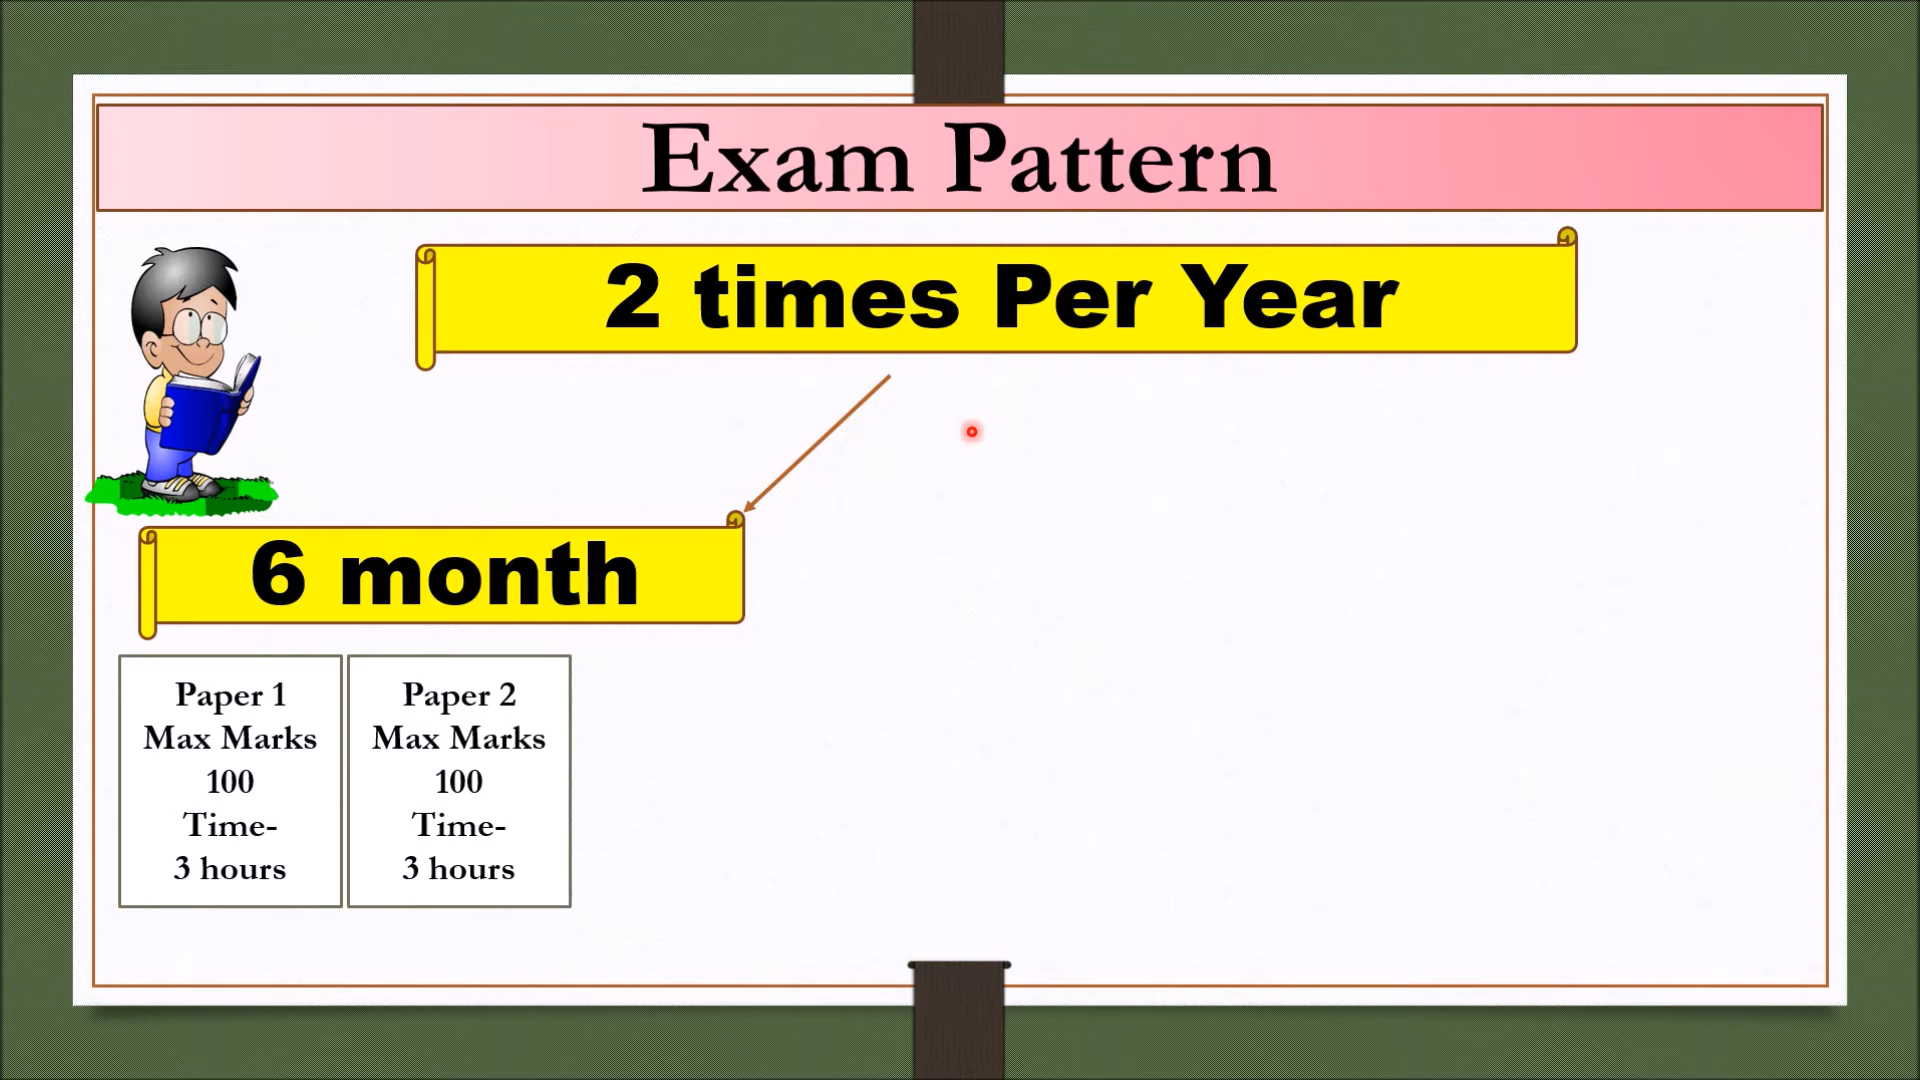 Exam Pattern
2 times Per Year
6 month
Paper 1
Max Marks
100
Time-
3 hours
Paper 2
Max Marks
100
Time-
3 hours